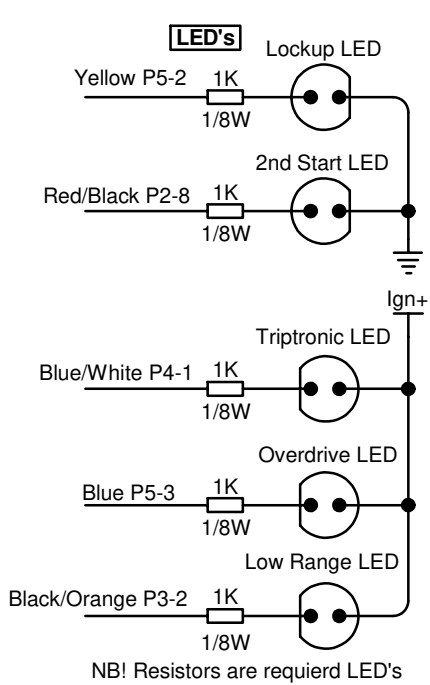 LED's
Lockup LED
Yellow P5-2 1K
1/8W
2nd Start LED
Red/Black P2-8 1K
1/8W
Ign+
Triptronic LED
Blue/White P4-1 1K
1/8W
Overdrive LED
Blue P5-3 1K
1/8W
Low Range LED
Black/Orange P3-2 1K
1/8W
NB! Resistors are requierd LED's